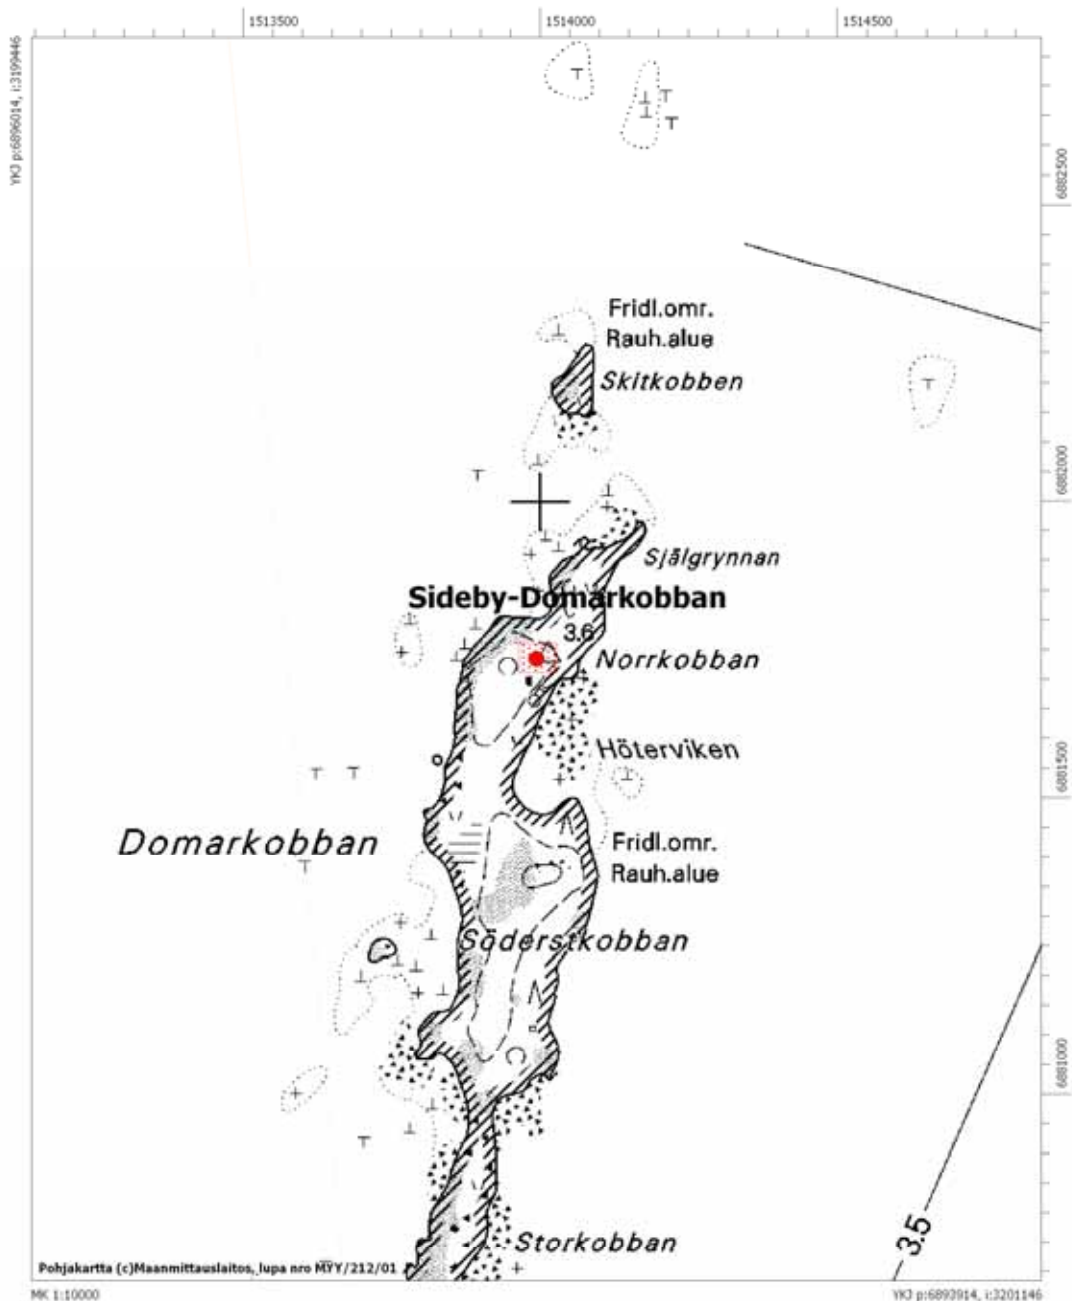 1513500
1514000
1514500
YKJ p:6896014, i:3199446
6882500
Fridl.omr.
Rauh.alue
Skitkobben
6882000
Själgrynnan
Sideby-Domarkobban
3.6
Norrkobban
Höterviken
6881500
Domarkobban
Fridl.omr.
Rauh.alue
Söderstkobban
6881000
3.5
Storkobban
Pohjakartta (c)Maanmittauslaitos, lupa nro MYY/212/01
MK 1:10000
YKJ p:6893914, i:3201146